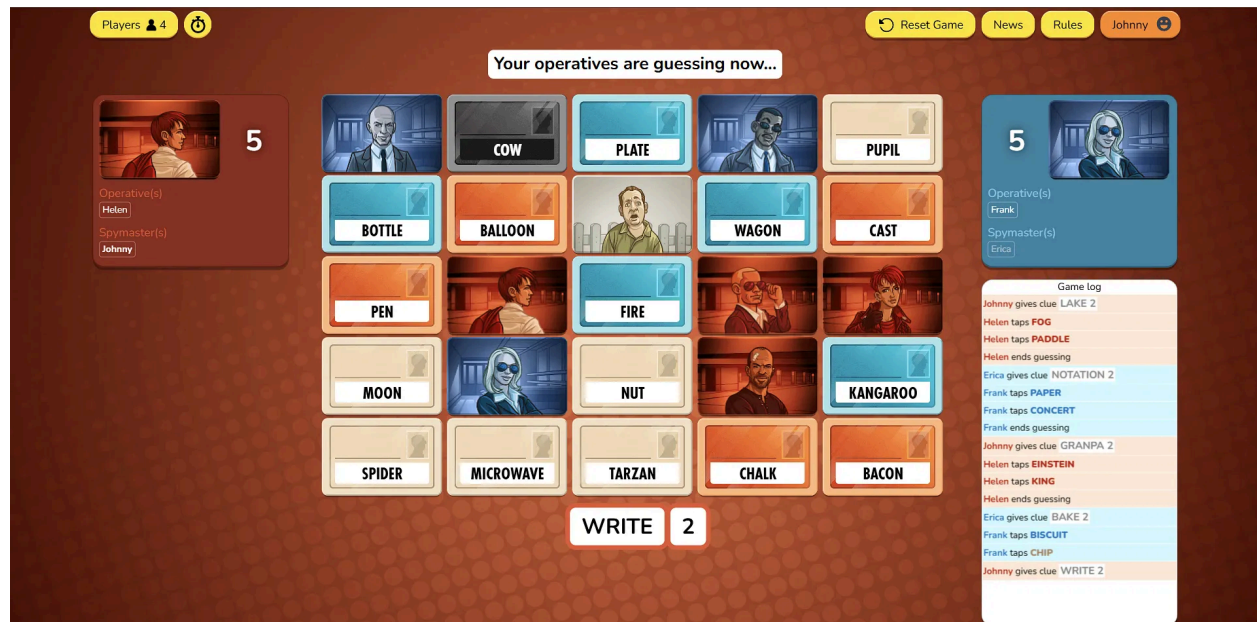 Players 4
Reset Game
News
Rules
Johnny
Your operatives are guessing now...
5
Operative(s)
Helen
Spymaster(s)
Johnny
COW
PLATE
PUPIL
BOTTLE
BALLOON
WAGON
CAST
PEN
FIRE
MOON
NUT
KANGAROO
SPIDER
MICROWAVE
TARZAN
CHALK
BACON
WRITE 2
5
Operative(s)
Frank
Spymaster(s)
Erica
Game log
Johnny gives clue LAKE 2
Helen taps FOG
Helen taps PADDLE
Helen ends guessing
Erica gives clue NOTATION 2
Frank taps PAPER
Frank taps CONCERT
Frank ends guessing
Johnny gives clue GRANPA 2
Helen taps EINSTEIN
Helen taps KING
Helen ends guessing
Erica gives clue BAKE 2
Frank taps BISCUIT
Frank taps CHIP
Johnny gives clue WRITE 2